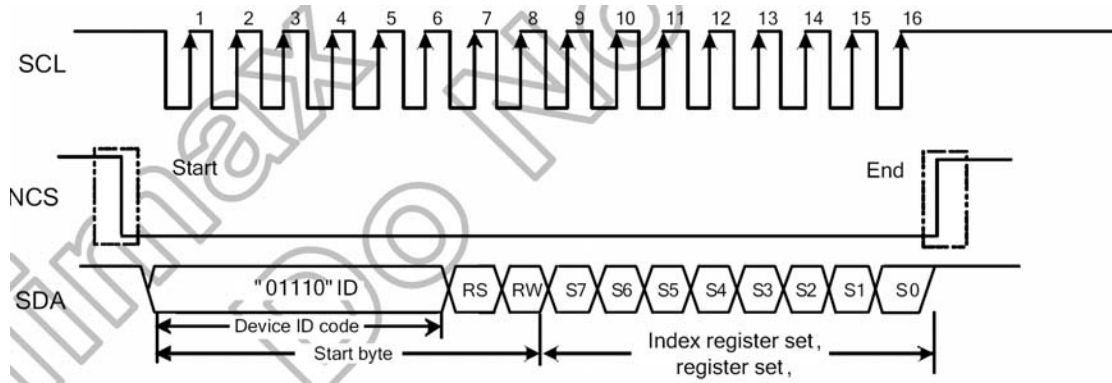 1 2 3 4 5 6 7 8 9 10 11 12 13 14 15 16
SCL
Start
End
NCS
SDA
"01110" ID
RS
RW
S7
S6
S5
S4
S3
S2
S1
S0
Device ID code
Start byte
Index register set,
register set,
Do No